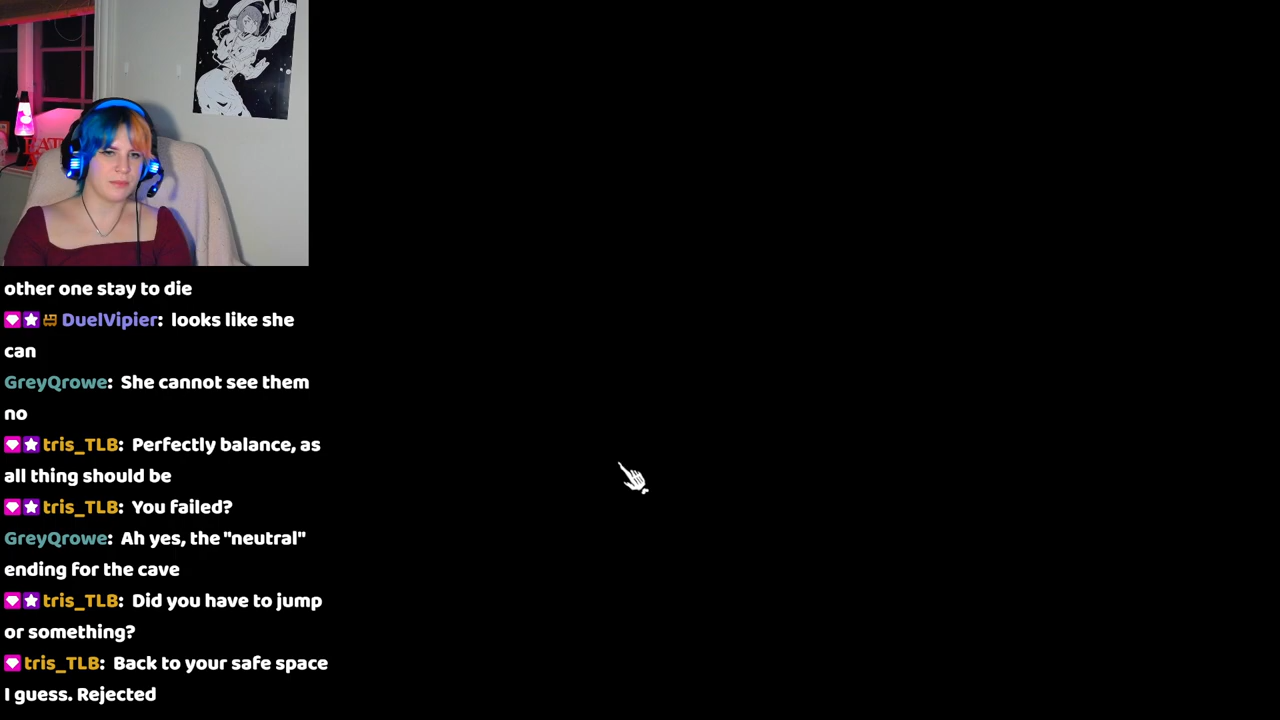 other one stay to die
DuelVipier: looks like she
can
GreyQrowe: She cannot see them
no
tris_TLB: Perfectly balance, as
all thing should be
tris_TLB: You failed?
GreyQrowe: Ah yes, the "neutral"
ending for the cave
tris_TLB: Did you have to jump
or something?
tris_TLB: Back to your safe space
I guess. Rejected